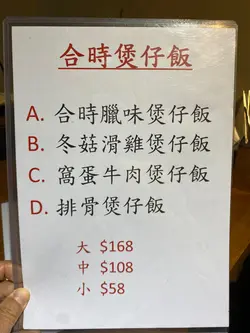 合時煲仔飯
A. 合時臘味煲仔飯
B. 冬菇滑雞煲仔飯
C. 窩蛋牛肉煲仔飯
D. 排骨煲仔飯
大 $168
中 $108
小 $58